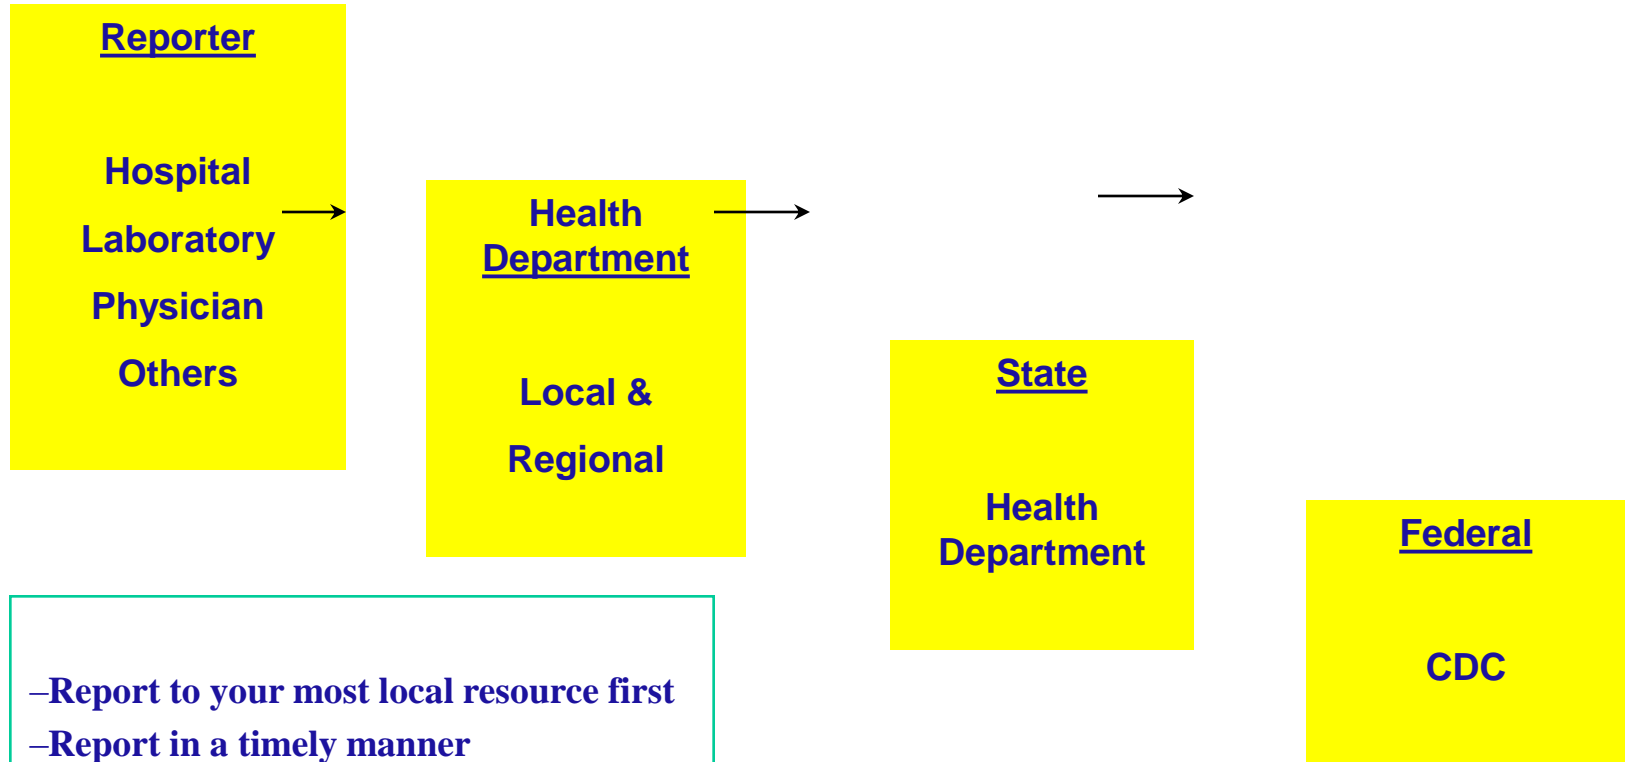 Reporter
Hospital
Laboratory
Physician
Others
Health
Department
Local &
Regional
State
Health
Department
Federal
CDC
–Report to your most local resource first
–Report in a timely manner